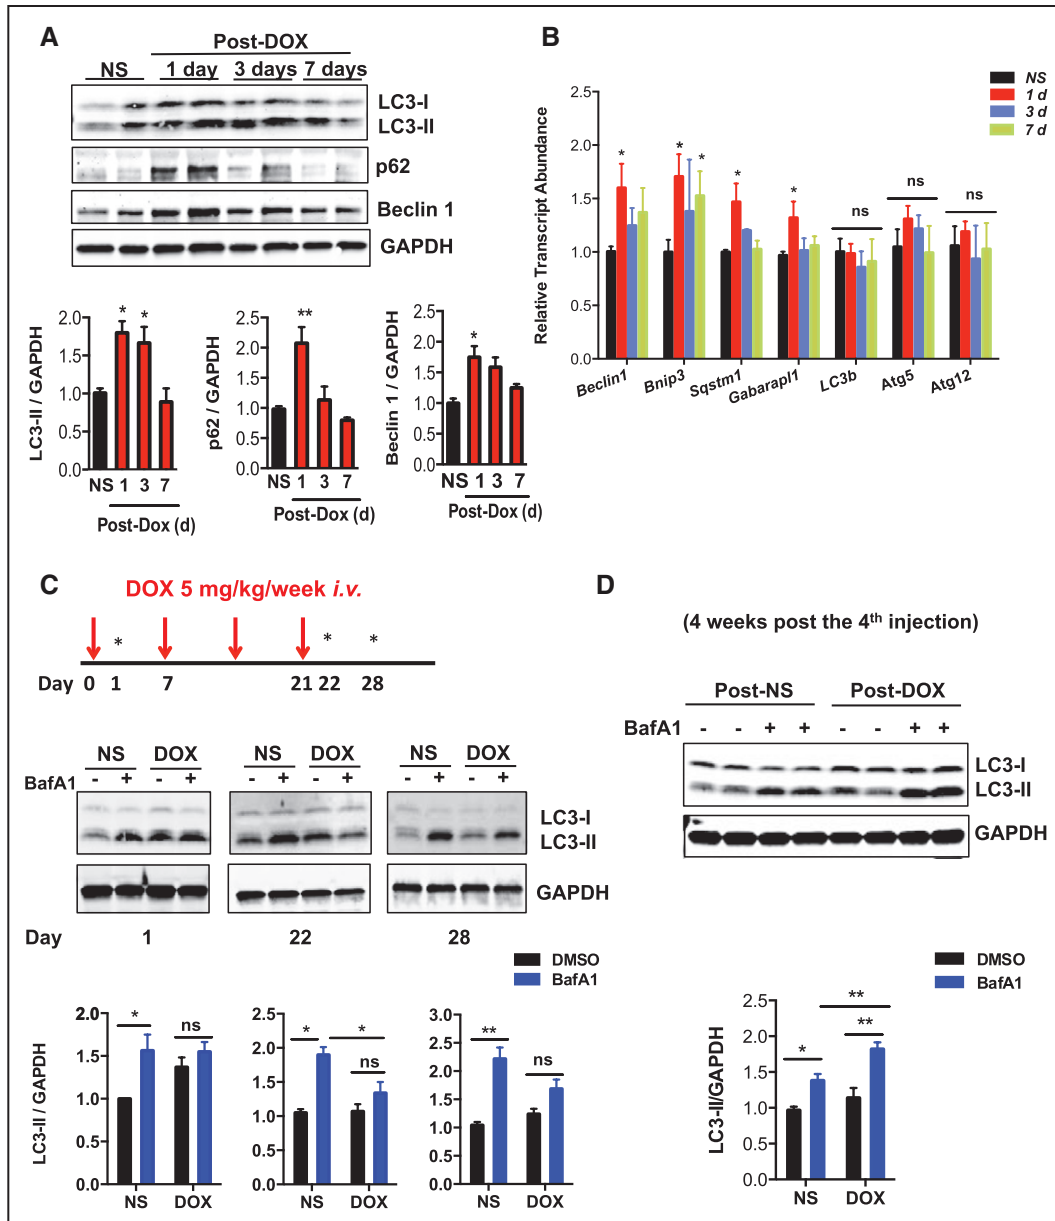 A
Post-DOX
NS 1 day 3 days 7 days
LC3-I
LC3-II
p62
Beclin 1
GAPDH
LC3-II / GAPDH
2.0
1.5
1.0
0.5
0.0
* *
NS 1 3 7
Post-Dox (d)
p62 / GAPDH
2.5
2.0
1.5
1.0
0.5
0.0
**
NS 1 3 7
Post-Dox (d)
Beclin 1 / GAPDH
2.5
2.0
1.5
1.0
0.5
0.0
*
NS 1 3 7
Post-Dox (d)
B
NS
1 d
3 d
7 d
Relative Transcript Abundance
2.5
2.0
1.5
1.0
0.5
0.0
* * * * * ns ns ns
Beclin1 Bnip3 Sqstm1 Gabarapl1 LC3b Atg5 Atg12
C
DOX 5 mg/kg/week i.v.
* * *
Day 0 1 7 21 22 28
NS DOX NS DOX NS DOX
BafA1 - + - + - + - + - + - +
LC3-I
LC3-II
GAPDH
Day 1 22 28
DMSO
BafA1
LC3-II / GAPDH
2.0
1.5
1.0
0.5
0.0
* ns
NS DOX
2.5
2.0
1.5
1.0
0.5
0.0
* *
ns
NS DOX
3.0
2.5
2.0
1.5
1.0
0.5
0.0
** ns
NS DOX
D
(4 weeks post the 4th injection)
Post-NS Post-DOX
BafA1 - - + + - - + +
LC3-I
LC3-II
GAPDH
DMSO
BafA1
LC3-II/GAPDH
2.5
2.0
1.5
1.0
1.5
0.0
**
* **
NS DOX